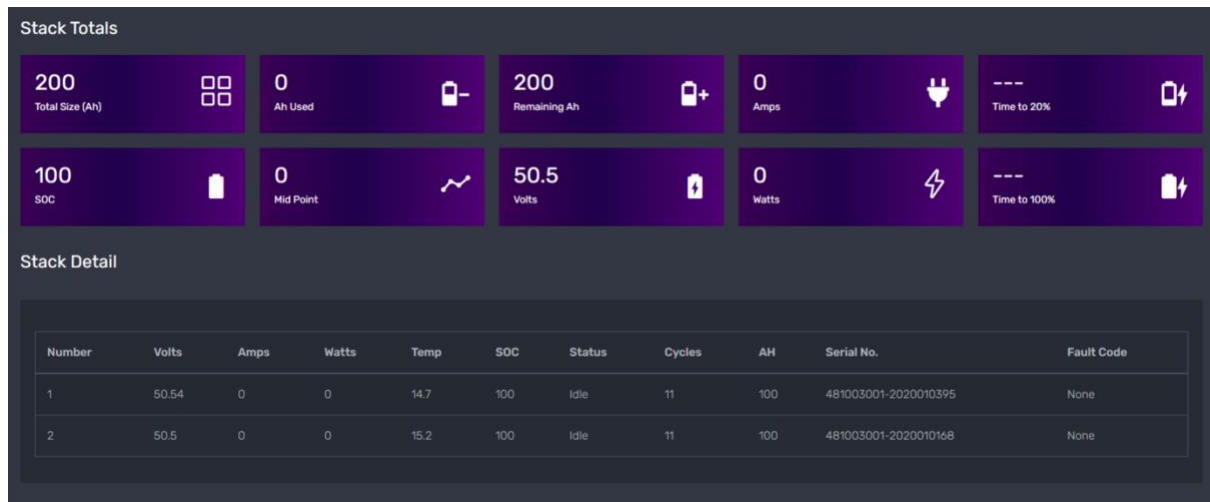 Stack Totals
200
Total Size (Ah)
0
Ah Used
200
Remaining Ah
0
Amps
---
Time to 20%
100
SOC
0
Mid Point
50.5
Volts
0
Watts
---
Time to 100%
Stack Detail
Number Volts Amps Watts Temp SOC Status Cycles AH Serial No. Fault Code
1 50.54 0 0 14.7 100 Idle 11 100 481003001-2020010395 None
2 50.5 0 0 15.2 100 Idle 11 100 481003001-2020010168 None